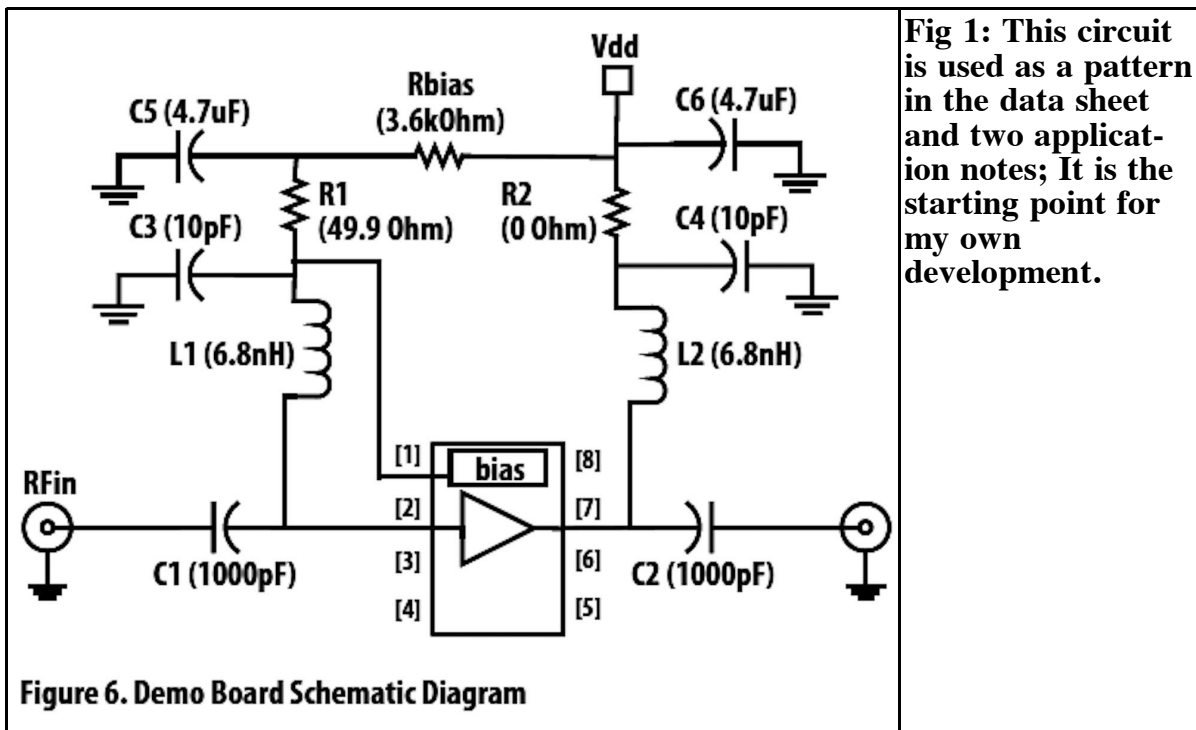 Vdd
Rbias
(3.6kOhm)
C5 (4.7uF)
C6 (4.7uF)
R1
(49.9 Ohm)
R2
(0 Ohm)
C3 (10pF)
C4 (10pF)
L1 (6.8nH)
L2 (6.8nH)
RFin
bias
[1]
[2]
[3]
[4]
[8]
[7]
[6]
[5]
C1 (1000pF)
C2 (1000pF)
Figure 6. Demo Board Schematic Diagram
Fig 1: This circuit
is used as a pattern
in the data sheet
and two applicat-
ion notes; It is the
starting point for
my own
development.